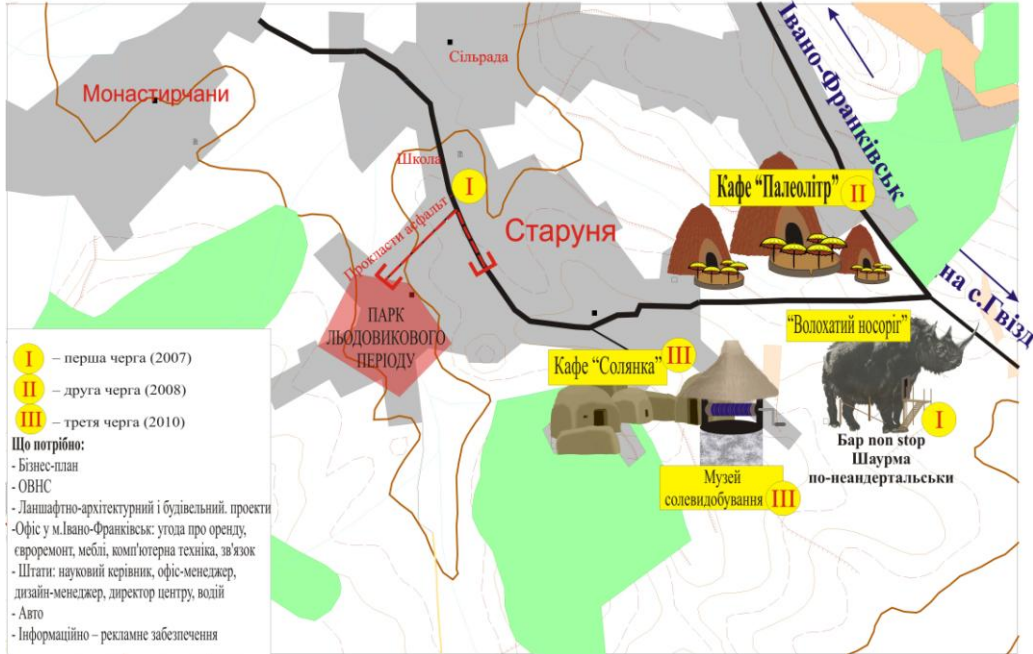 Монастирчани
Сільрада
Івано-Франківськ
Школа
I
Прокласти асфальт
Старуня
Кафе “Палеолітр” II
на с.Гвізд
ПАРК
ЛЬОДОВИКОВОГО
ПЕРІОДУ
“Волохатий носоріг”
I
Бар non stop
Шаурма
по-неандертальськи
Кафе “Солянка” III
Музей
солевидобування III
I – перша черга (2007)
II – друга черга (2008)
III – третя черга (2010)
Що потрібно:
- Бізнес-план
- ОВНС
- Ланшафтно-архітектурний і будівельний. проекти
-Офіс у м.Івано-Франківськ: угода про оренду,
євроремонт, меблі, комп'ютерна техніка, зв'язок
- Штати: науковий керівник, офіс-менеджер,
дизайн-менеджер, директор центру, водій
- Авто
- Інформаційно – рекламне забезпечення